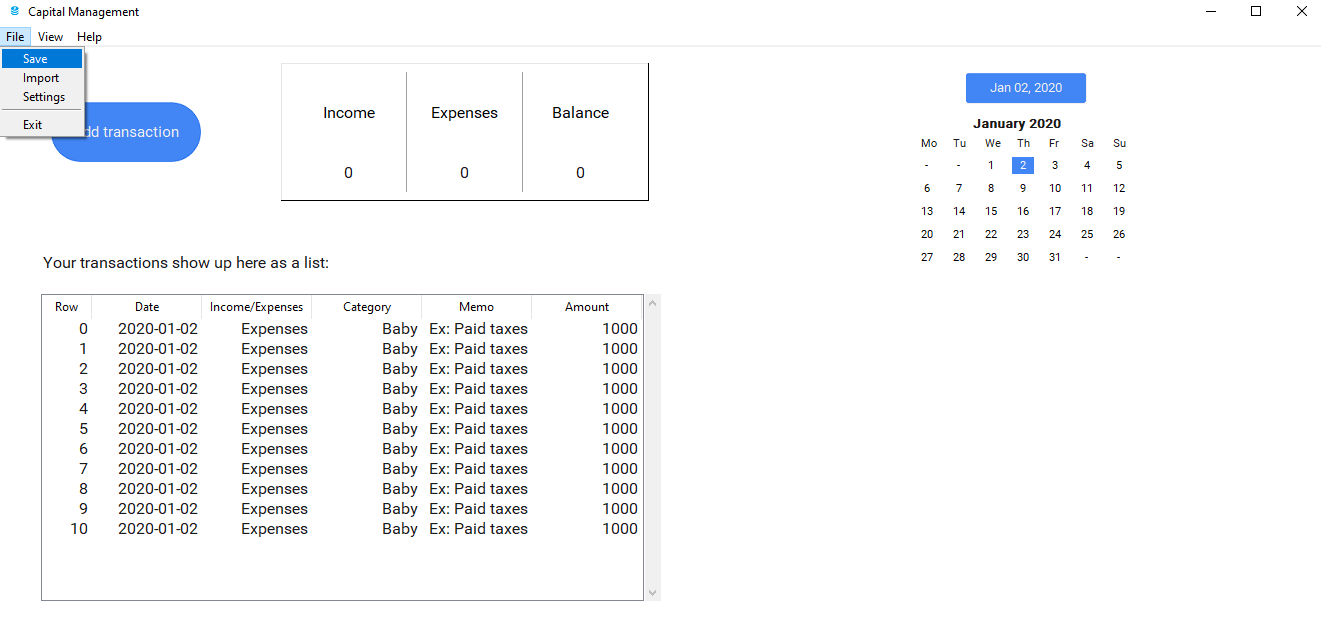 Capital Management
File View Help
Save
Import
Settings
Exit
dd transaction
Income Expenses Balance
0 0 0
Jan 02, 2020
January 2020
Mo Tu We Th Fr Sa Su
- - 1 2 3 4 5
6 7 8 9 10 11 12
13 14 15 16 17 18 19
20 21 22 23 24 25 26
27 28 29 30 31 - -
Your transactions show up here as a list:
Row Date Income/Expenses Category Memo Amount
0 2020-01-02 Expenses Baby Ex: Paid taxes 1000
1 2020-01-02 Expenses Baby Ex: Paid taxes 1000
2 2020-01-02 Expenses Baby Ex: Paid taxes 1000
3 2020-01-02 Expenses Baby Ex: Paid taxes 1000
4 2020-01-02 Expenses Baby Ex: Paid taxes 1000
5 2020-01-02 Expenses Baby Ex: Paid taxes 1000
6 2020-01-02 Expenses Baby Ex: Paid taxes 1000
7 2020-01-02 Expenses Baby Ex: Paid taxes 1000
8 2020-01-02 Expenses Baby Ex: Paid taxes 1000
9 2020-01-02 Expenses Baby Ex: Paid taxes 1000
10 2020-01-02 Expenses Baby Ex: Paid taxes 1000